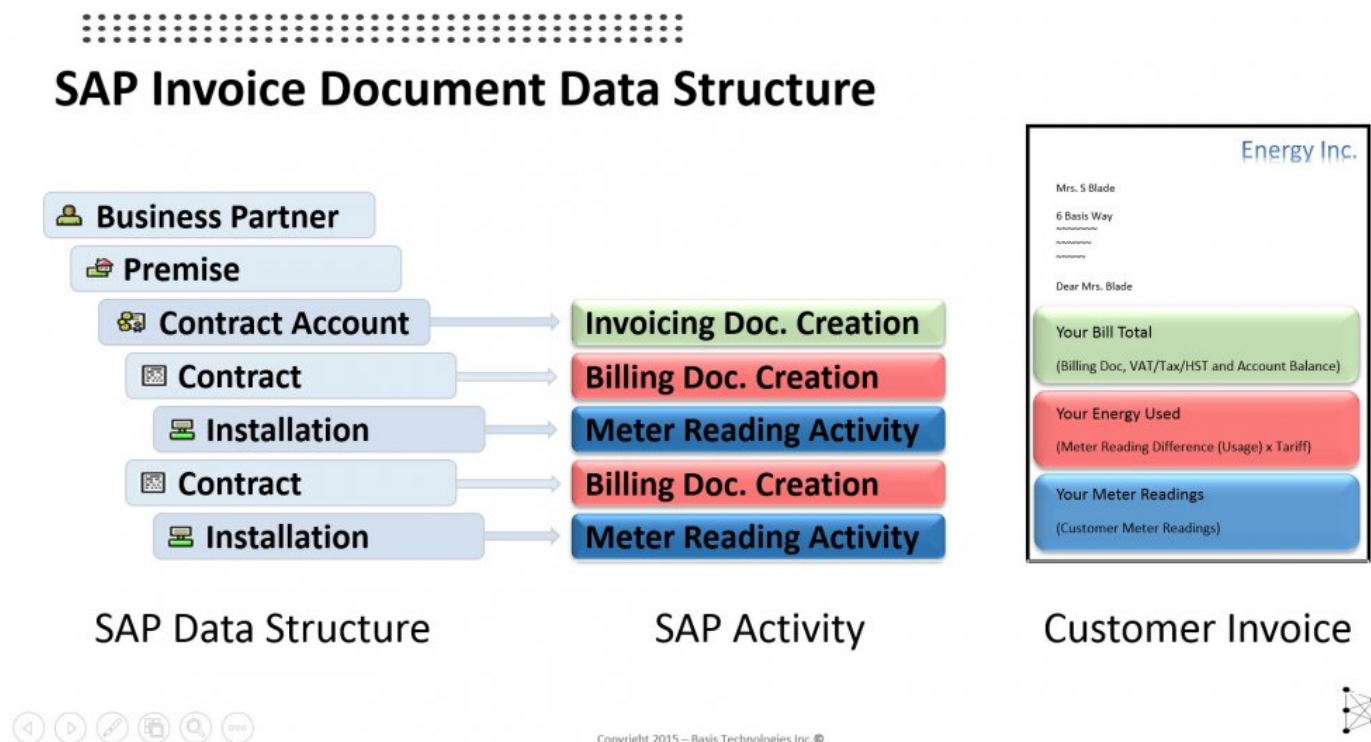 SAP Invoice Document Data Structure
Business Partner
Premise
Contract Account
Contract
Installation
Contract
Installation
SAP Data Structure
Invoicing Doc. Creation
Billing Doc. Creation
Meter Reading Activity
Billing Doc. Creation
Meter Reading Activity
SAP Activity
Energy Inc.
Mrs. S Blade
6 Basis Way
~~~~~~~
~~~~~~
~~~~~
Dear Mrs. Blade
Your Bill Total
(Billing Doc, VAT/Tax/HST and Account Balance)
Your Energy Used
(Meter Reading Difference (Usage) x Tariff)
Your Meter Readings
(Customer Meter Readings)
Customer Invoice
Copyright 2015 – Basis Technologies Inc.©